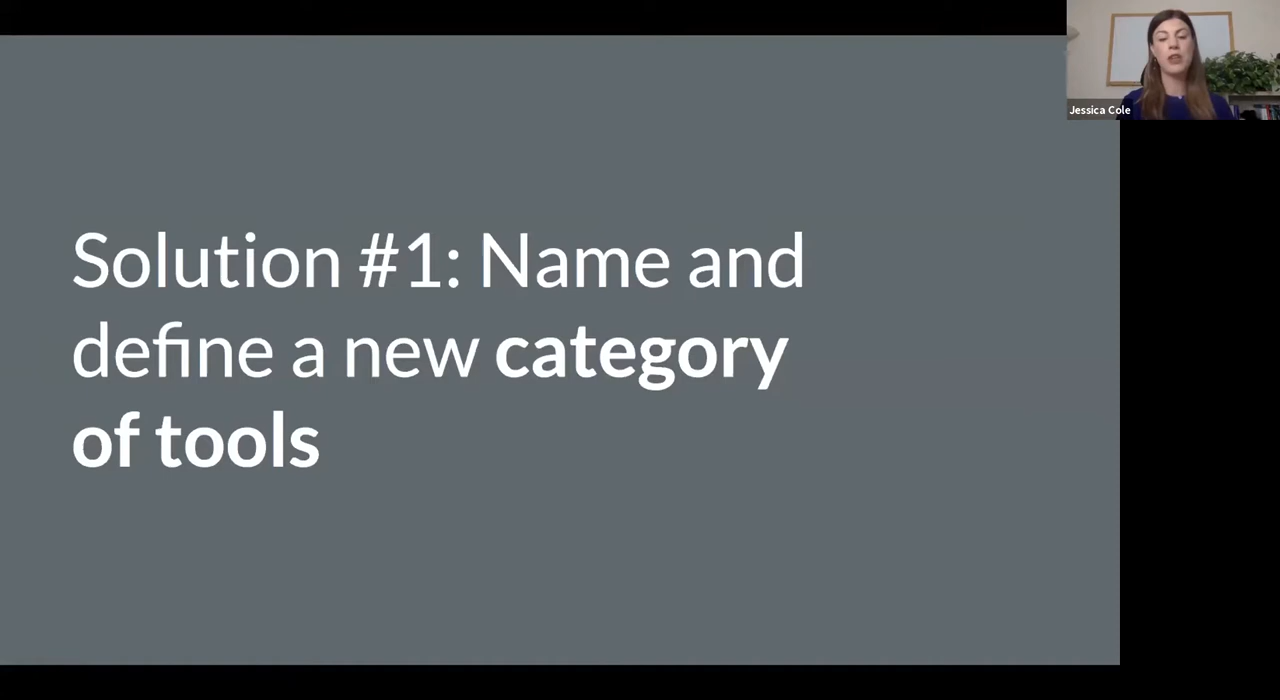 Jessica Cole
Solution #1: Name and
define a new category
of tools